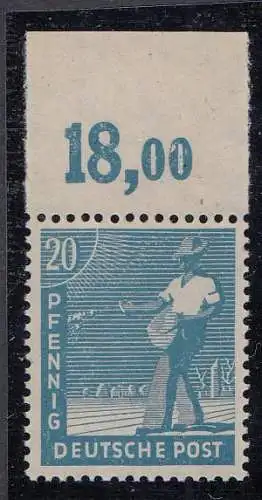 18,00
20
PFENNIG
DEUTSCHE POST